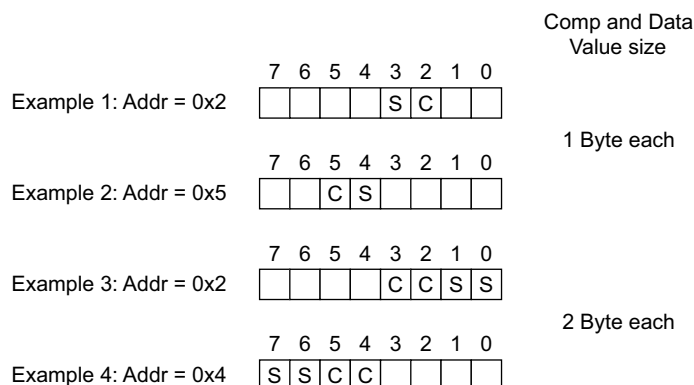 Comp and Data
Value size
7 6 5 4 3 2 1 0
Example 1: Addr = 0x2 S C
1 Byte each
7 6 5 4 3 2 1 0
Example 2: Addr = 0x5 C S
7 6 5 4 3 2 1 0
Example 3: Addr = 0x2 C C S S
2 Byte each
7 6 5 4 3 2 1 0
Example 4: Addr = 0x4 S S C C